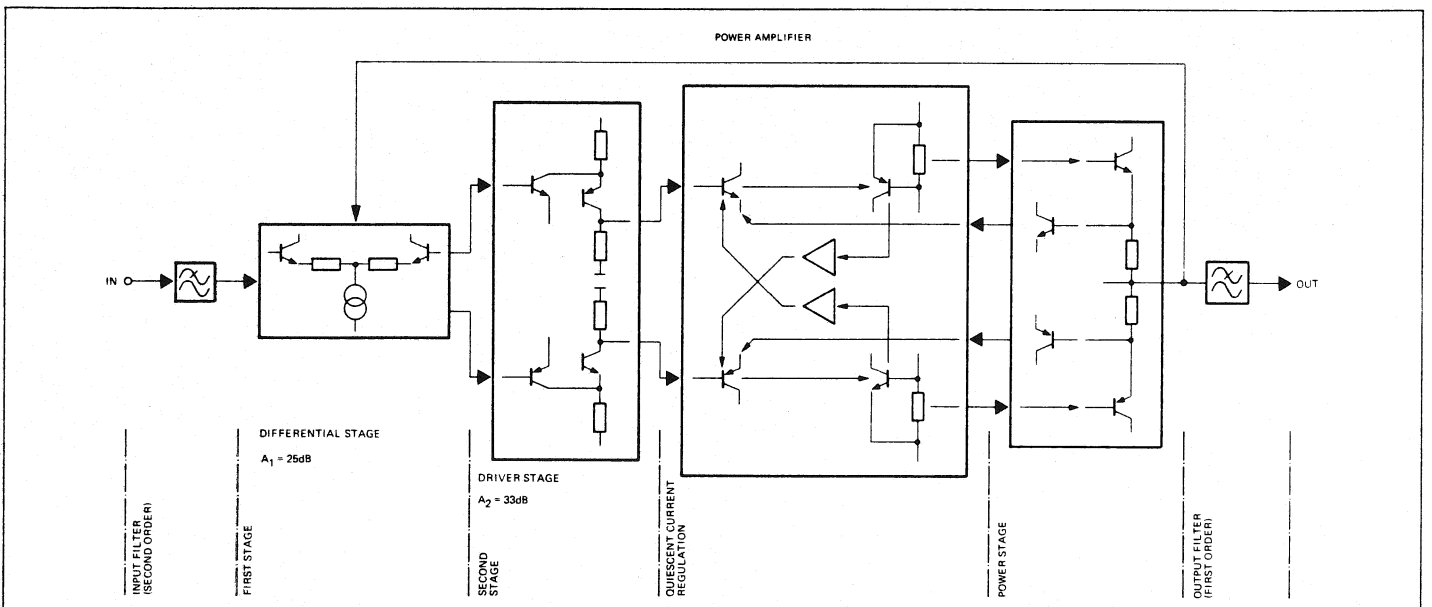 POWER AMPLIFIER
IN
OUT
DIFFERENTIAL STAGE
A1 = 25dB
DRIVER STAGE
A2 = 33dB
INPUT FILTER
(SECOND ORDER)
FIRST STAGE
SECOND
STAGE
QUIESCENT CURRENT
REGULATION
POWER STAGE
OUTPUT FILTER
(FIRST ORDER)